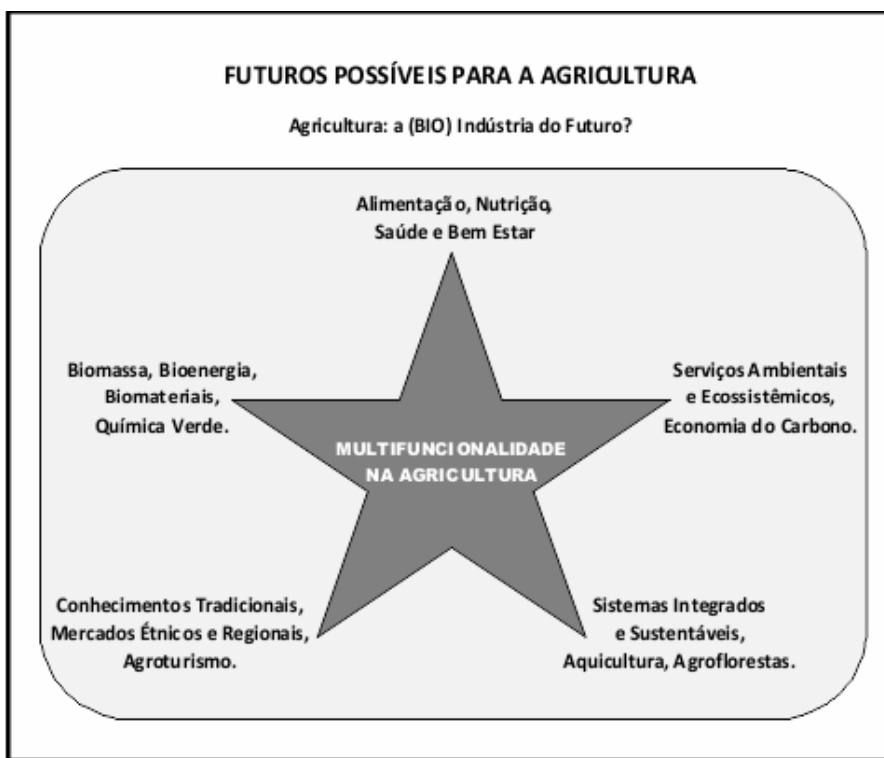 FUTUROS POSSÍVEIS PARA A AGRICULTURA
Agricultura: a (BIO) Indústria do Futuro?
Alimentação, Nutrição,
Saúde e Bem Estar
Biomassa, Bioenergia,
Biomateriais,
Química Verde.
Serviços Ambientais
e Ecossistêmicos,
Economia do Carbono.
MULTIFUNCIONALIDADE
NA AGRICULTURA
Conhecimentos Tradicionais,
Mercados Étnicos e Regionais,
Agroturismo.
Sistemas Integrados
e Sustentáveis,
Aquicultura, Agroflorestas.